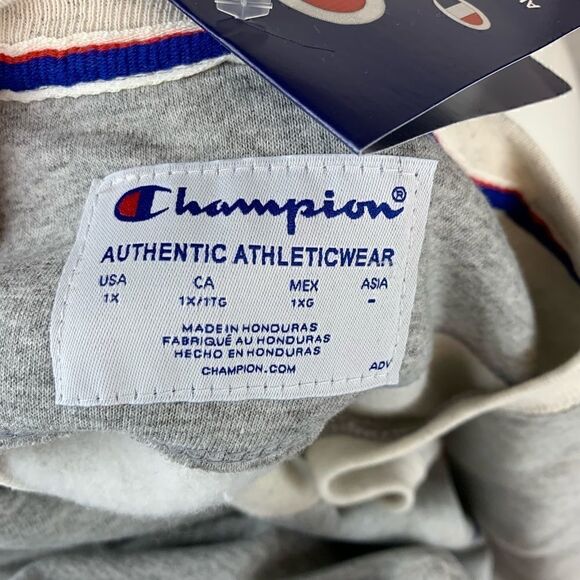 Champion®
AUTHENTIC ATHLETICWEAR
USA CA MEX ASIA
1X 1X/1TG 1XG -
MADE IN HONDURAS
FABRIQUÉ AU HONDURAS
HECHO EN HONDURAS
CHAMPION.COM ADV